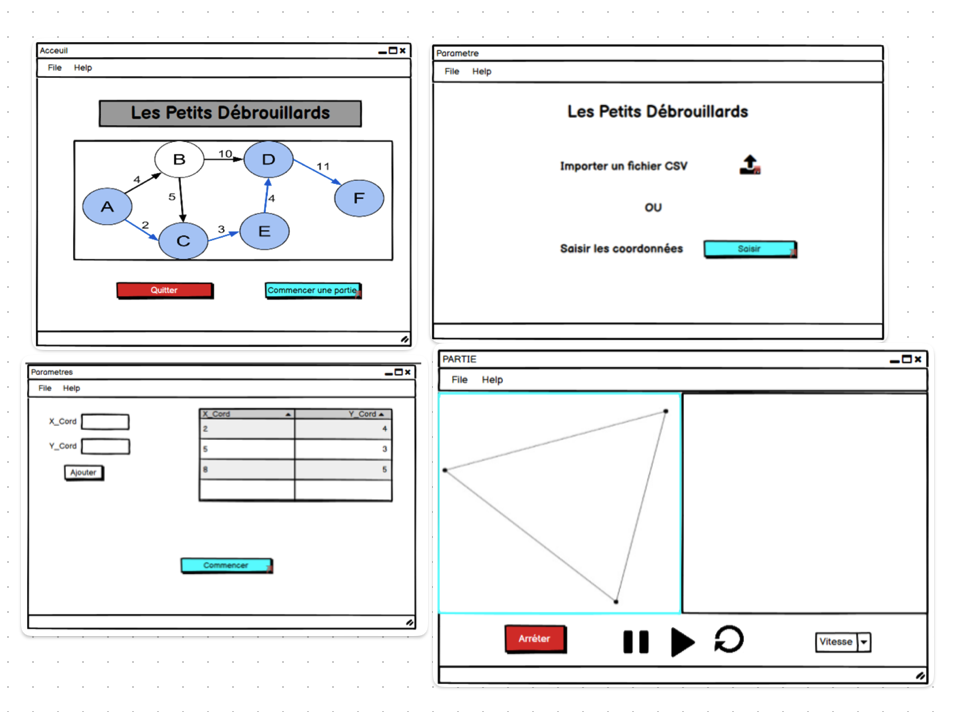 Acceuil
File Help
Les Petits Débrouillards
A
B
C
D
E
F
4
10
5
2
3
4
11
Quitter
Commencer une partie
Parametre
File Help
Les Petits Débrouillards
Importer un fichier CSV
OU
Saisir les coordonnées
Saisir
Parametres
File Help
X_Cord
Y_Cord
Ajouter
X_Cord Y_Cord
2 4
5 3
8 5
Commencer
PARTIE
File Help
Arrêter
Vitesse